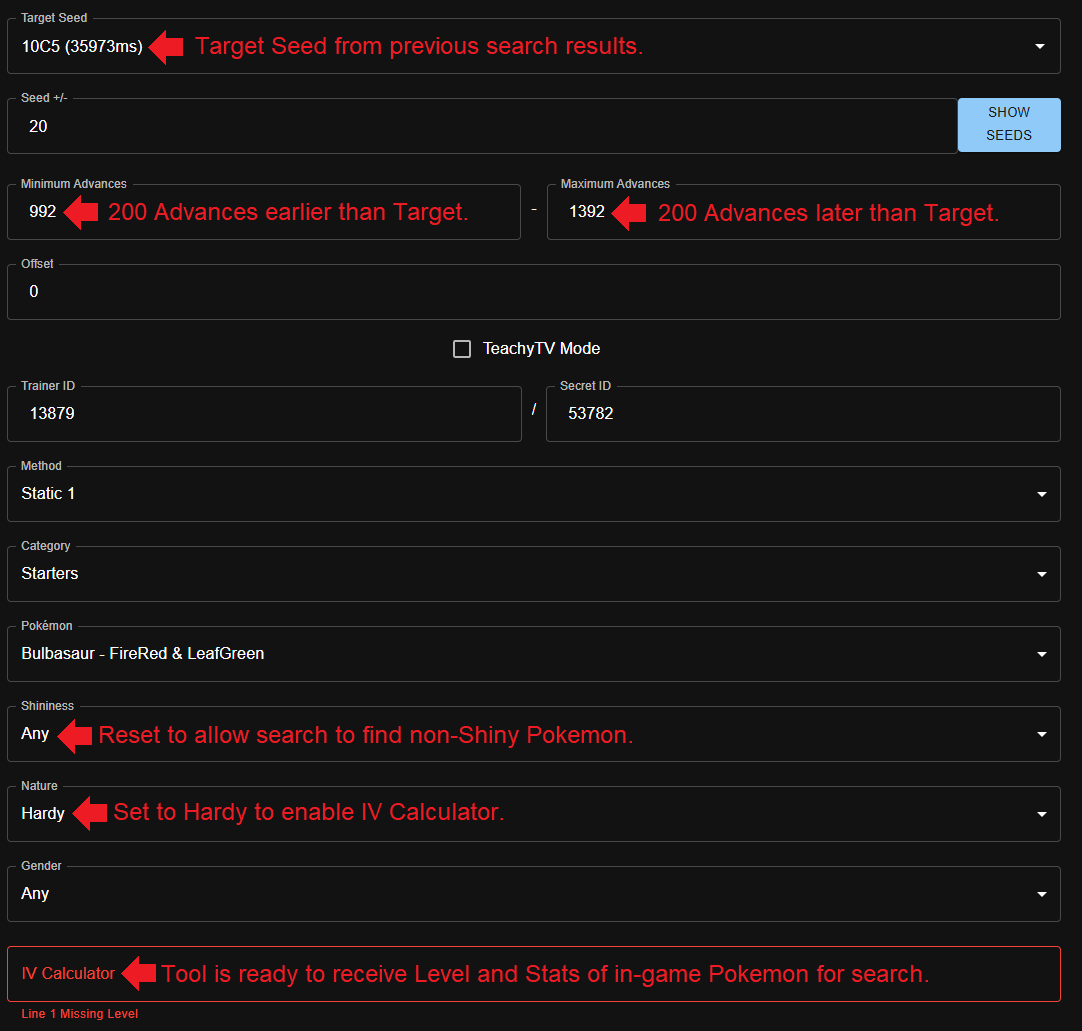 Target Seed
10C5 (35973ms) Target Seed from previous search results.
Seed +/-
20
SHOW
SEEDS
Minimum Advances
992 200 Advances earlier than Target.
-
Maximum Advances
1392 200 Advances later than Target.
Offset
0
TeachyTV Mode
Trainer ID
13879
/
Secret ID
53782
Method
Static 1
Category
Starters
Pokémon
Bulbasaur - FireRed & LeafGreen
Shininess
Any Reset to allow search to find non-Shiny Pokemon.
Nature
Hardy Set to Hardy to enable IV Calculator.
Gender
Any
IV Calculator Tool is ready to receive Level and Stats of in-game Pokemon for search.
Line 1 Missing Level